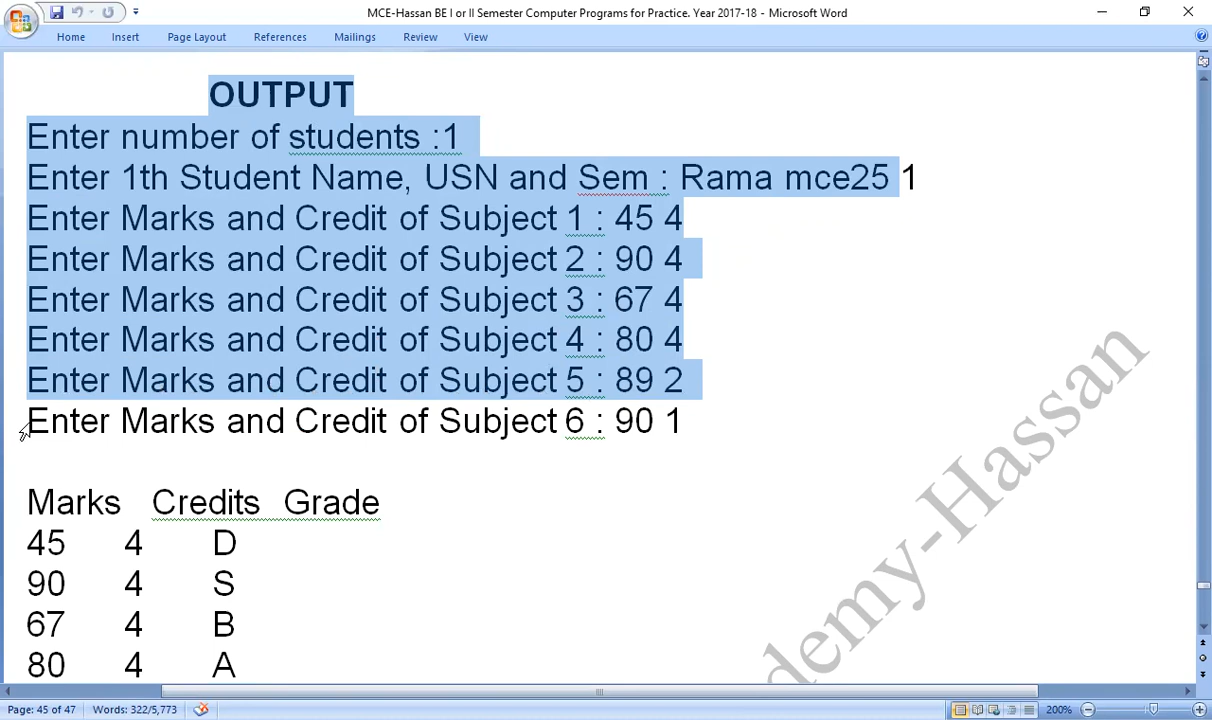 MCE-Hassan BE I or II Semester Computer Programs for Practice. Year 2017-18 - Microsoft Word
Home Insert Page Layout References Mailings Review View
OUTPUT
Enter number of students :1
Enter 1th Student Name, USN and Sem : Rama mce25 1
Enter Marks and Credit of Subject 1 : 45 4
Enter Marks and Credit of Subject 2 : 90 4
Enter Marks and Credit of Subject 3 : 67 4
Enter Marks and Credit of Subject 4 : 80 4
Enter Marks and Credit of Subject 5 : 89 2
Enter Marks and Credit of Subject 6 : 90 1
Marks Credits Grade
45 4 D
90 4 S
67 4 B
80 4 A
demy-Hassan
Page: 45 of 47 Words: 322/5,773 200%